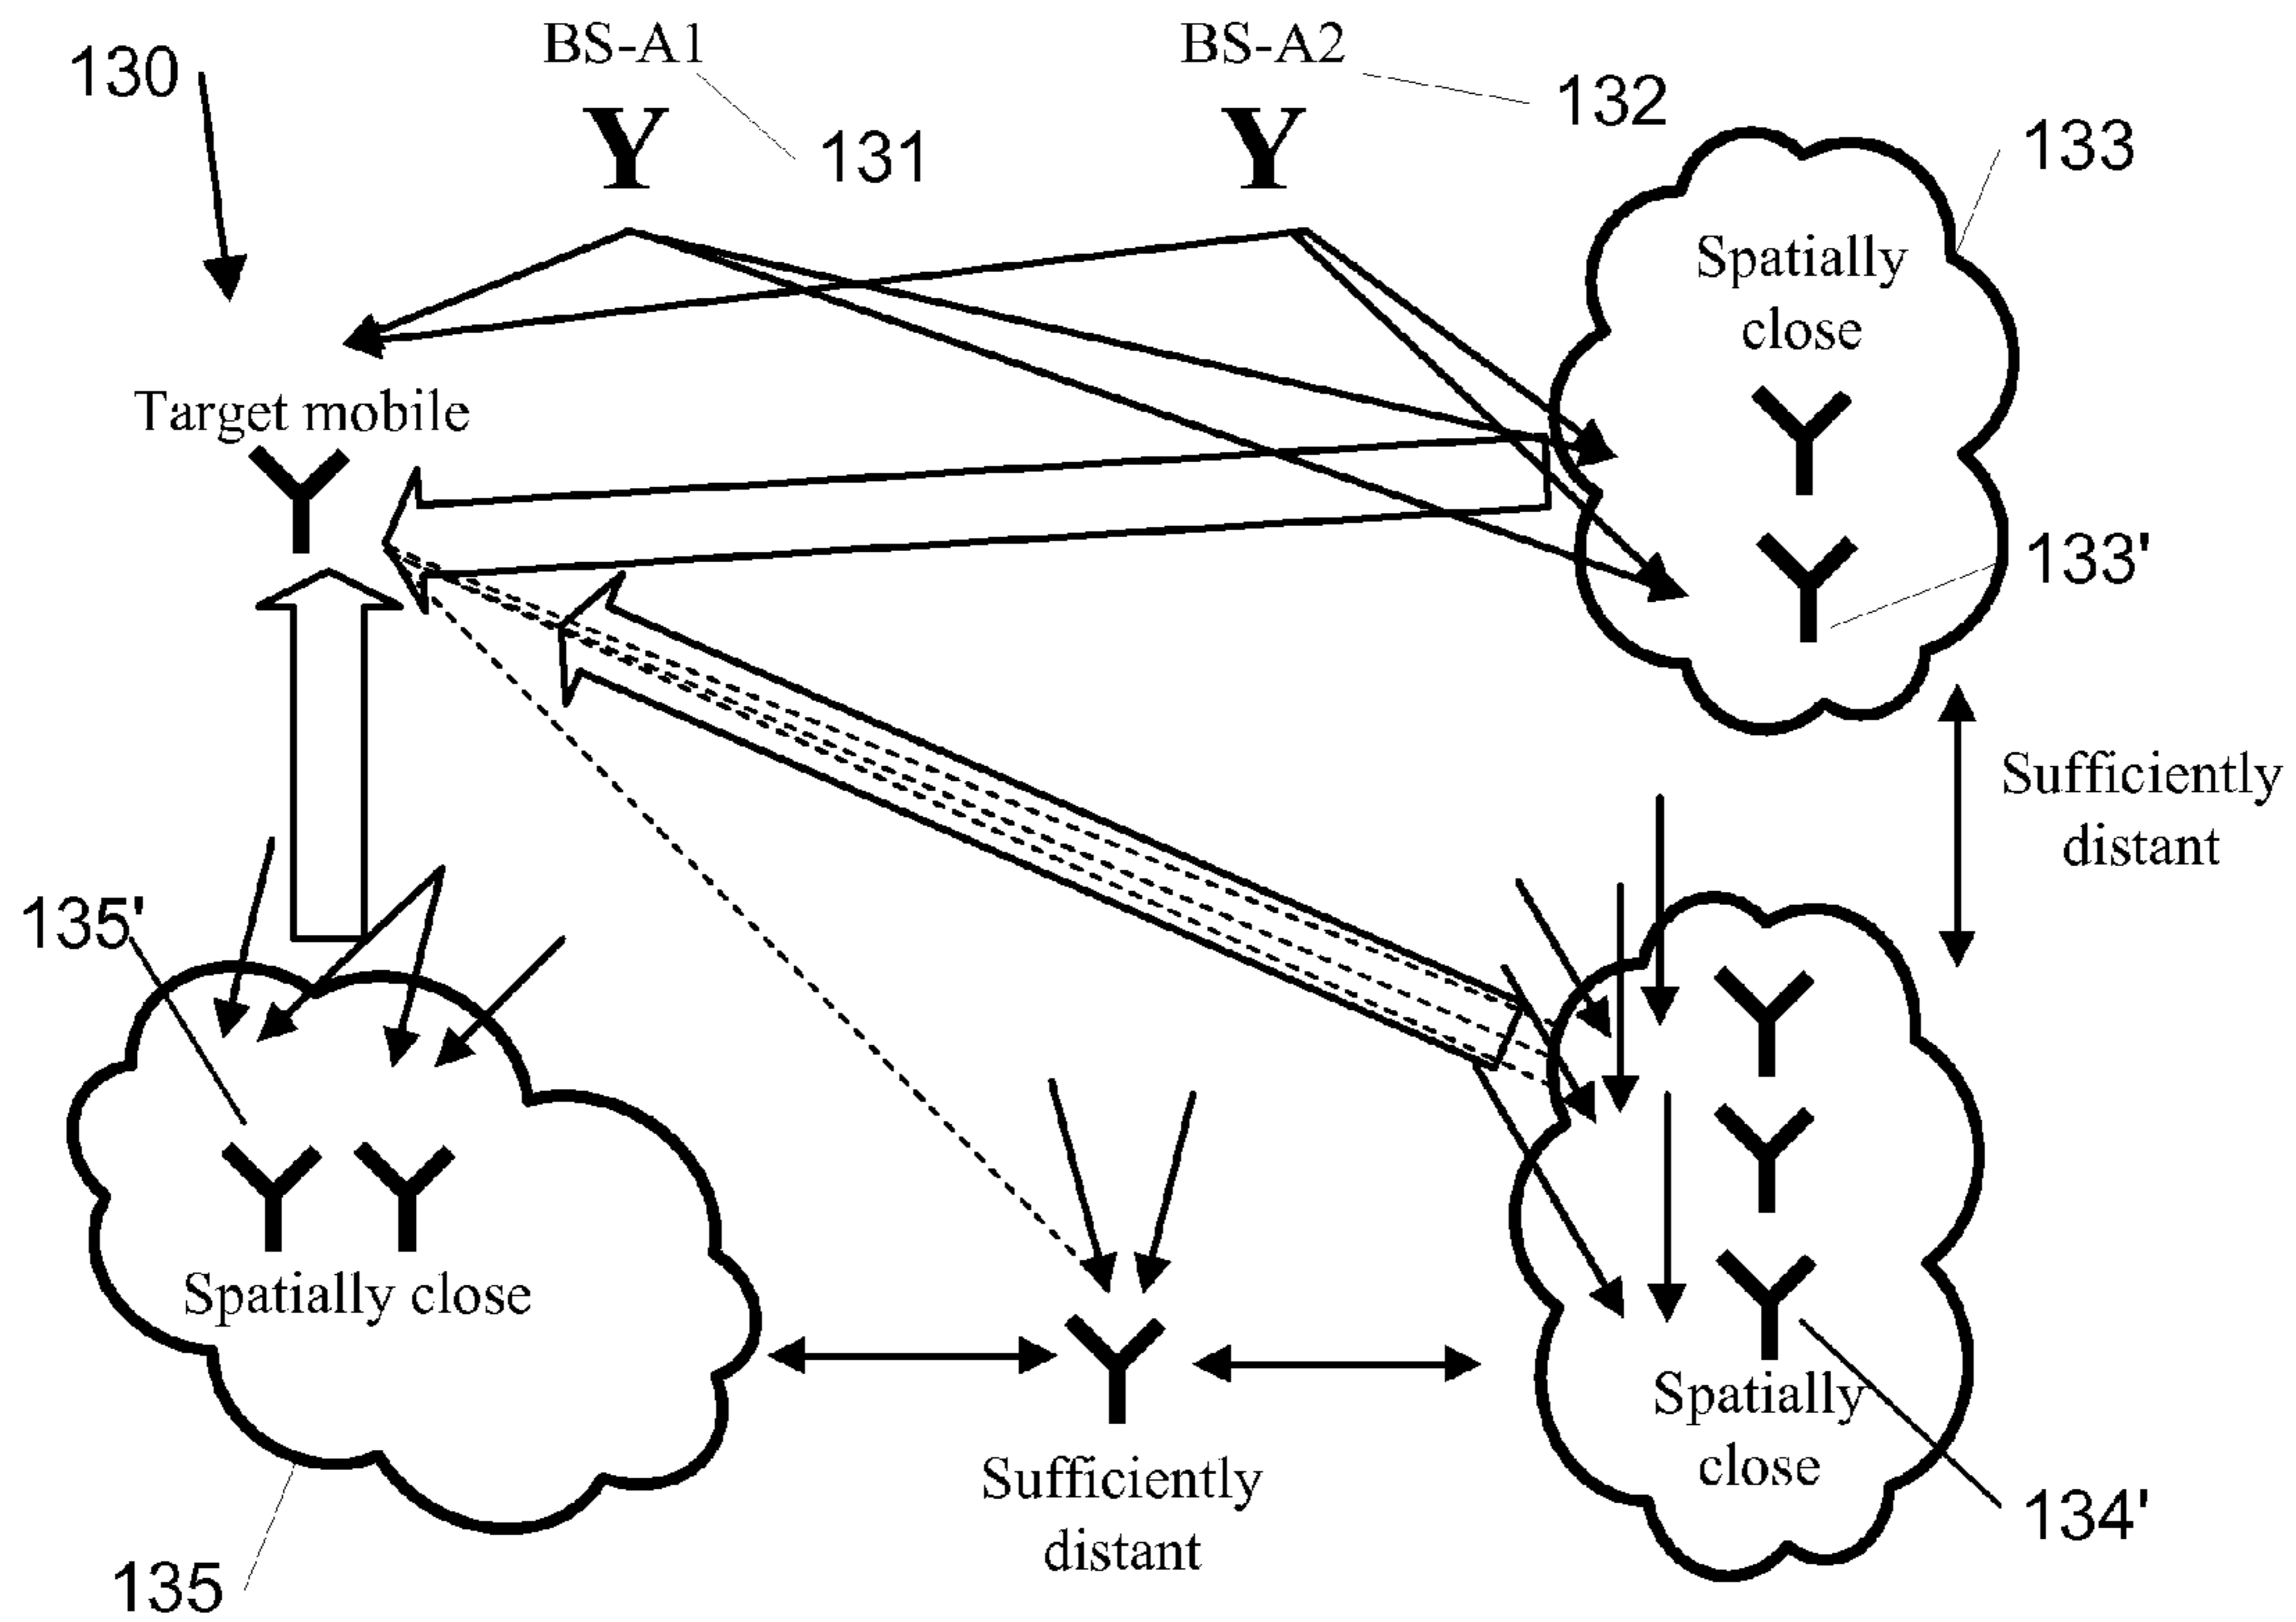 BS-A1
BS-A2
130
132
131
133
Spatially
close
Target mobile
133'
Sufficiently
distant
135'
Spatially close
Spatially
close
Sufficiently
distant
134'
135